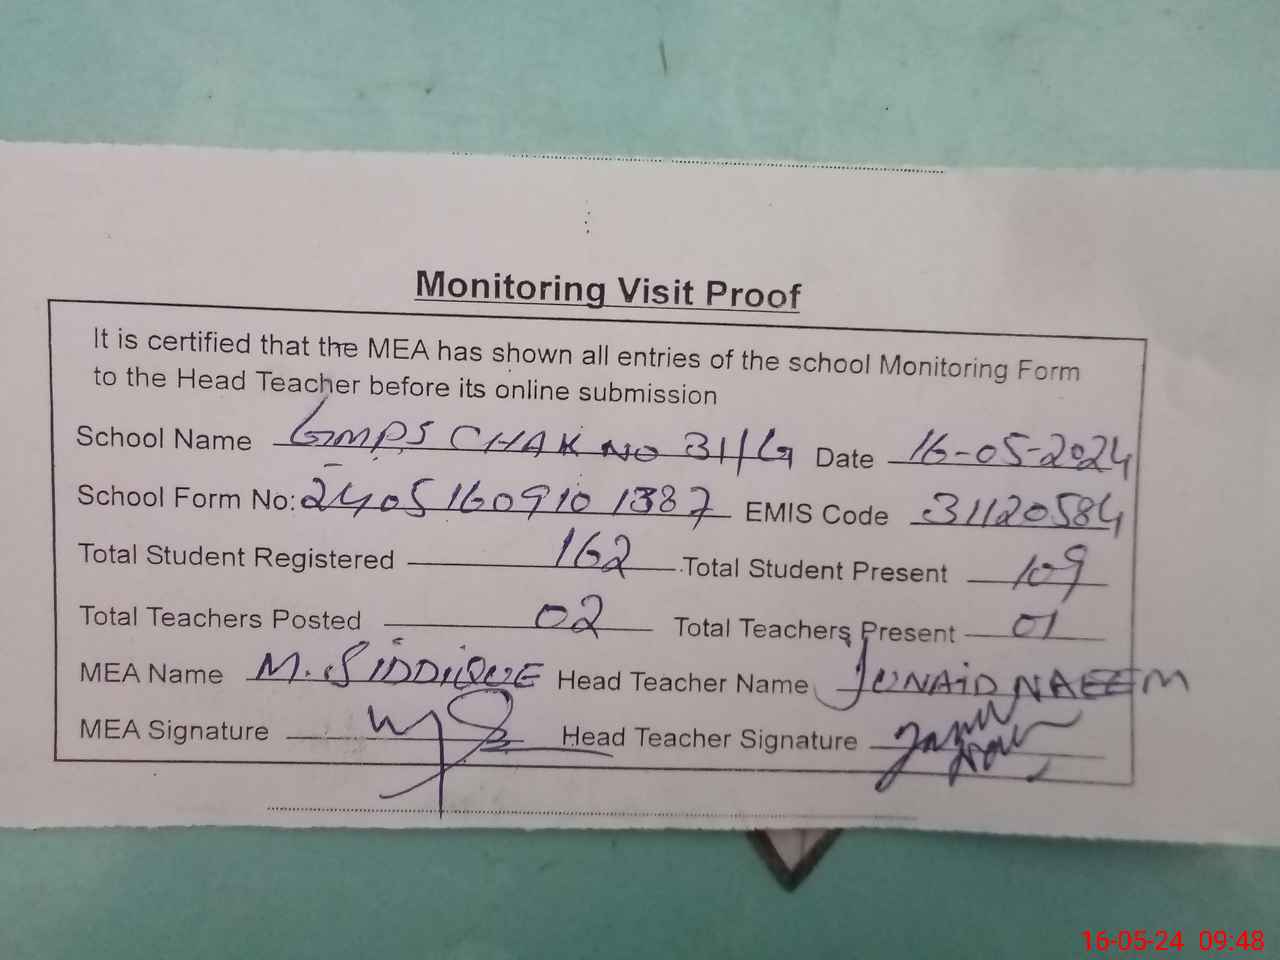 Monitoring Visit Proof
It is certified that the MEA has shown all entries of the school Monitoring Form
to the Head Teacher before its online submission
School Name GMPS CHAK NO 31/G Date 16-05-2024
School Form No: 24051609101387 EMIS Code 31120584
Total Student Registered 162 Total Student Present 109
Total Teachers Posted 02 Total Teachers Present 01
MEA Name M. SIDDIQUE Head Teacher Name JUNAID NAEEM
MEA Signature Head Teacher Signature
16-05-24 09:48